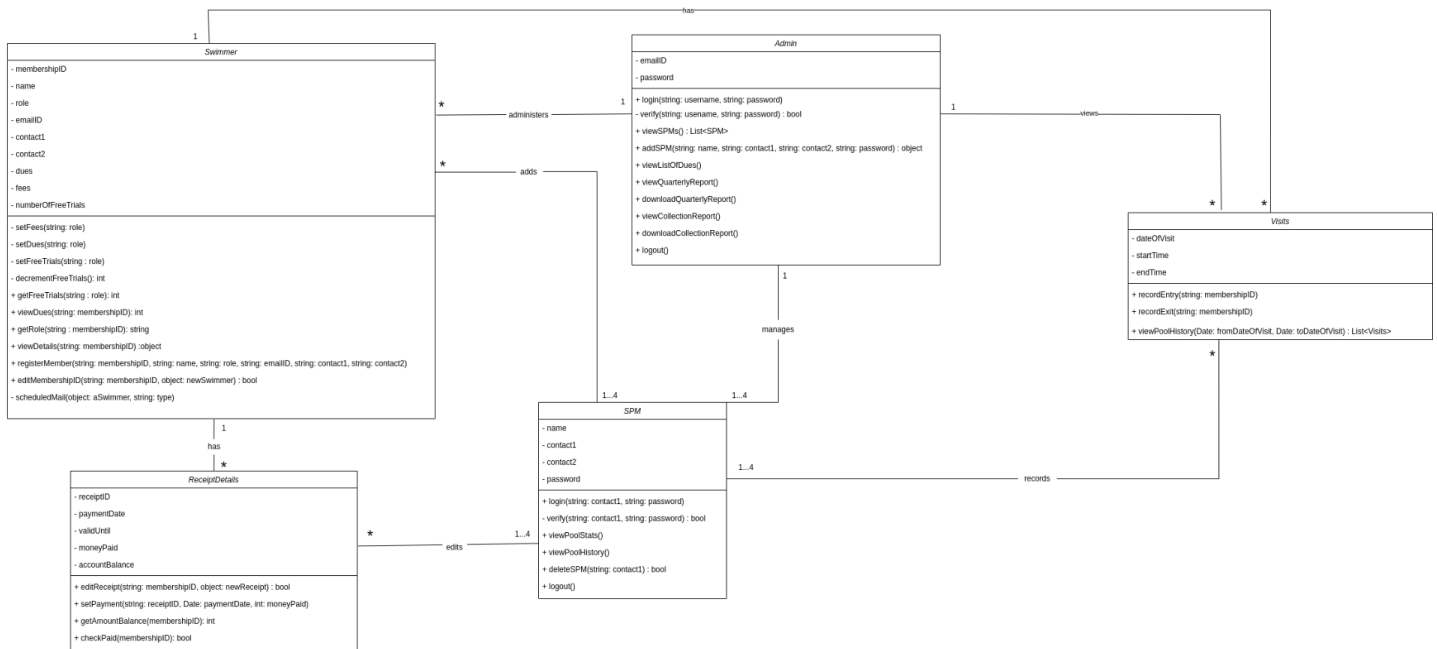 has
1
Swimmer
- membershipID
- name
- role
- emailID
- contact1
- contact2
- dues
- fees
- numberOfFreeTrials
- setFees(string: role)
- setDues(string: role)
- setFreeTrials(string : role)
- decrementFreeTrials(): int
+ getFreeTrials(string : role): int
+ viewDues(string: membershipID): int
+ getRole(string : membershipID): string
+ viewDetails(string: membershipID) :object
+ registerMember(string: membershipID, string: name, string: role, string: emailID, string: contact1, string: contact2)
+ editMembershipID(string: membershipID, object: newSwimmer) : bool
- scheduledMail(object: aSwimmer, string: type)
*
administers
1
*
adds
1...4
Admin
- emailID
- password
+ login(string: username, string: password)
- verify(string: usename, string: password) : bool
+ viewSPMs() : List<SPM>
+ addSPM(string: name, string: contact1, string: contact2, string: password) : object
+ viewListOfDues()
+ viewQuarterlyReport()
+ downloadQuarterlyReport()
+ viewCollectionReport()
+ downloadCollectionReport()
+ logout()
1
views
*
*
1
manages
1...4
Visits
- dateOfVisit
- startTime
- endTime
+ recordEntry(string: membershipID)
+ recordExit(string: membershipID)
+ viewPoolHistory(Date: fromDateOfVisit, Date: toDateOfVisit) : List<Visits>
*
records
1...4
SPM
- name
- contact1
- contact2
- password
+ login(string: contact1, string: password)
- verify(string: contact1, string: password) : bool
+ viewPoolStats()
+ viewPoolHistory()
+ deleteSPM(string: contact1) : bool
+ logout()
1...4
edits
*
1
has
*
ReceiptDetails
- receiptID
- paymentDate
- validUntil
- moneyPaid
- accountBalance
+ editReceipt(string: membershipID, object: newReceipt) : bool
+ setPayment(string: receiptID, Date: paymentDate, int: moneyPaid)
+ getAmountBalance(membershipID): int
+ checkPaid(membershipID): bool